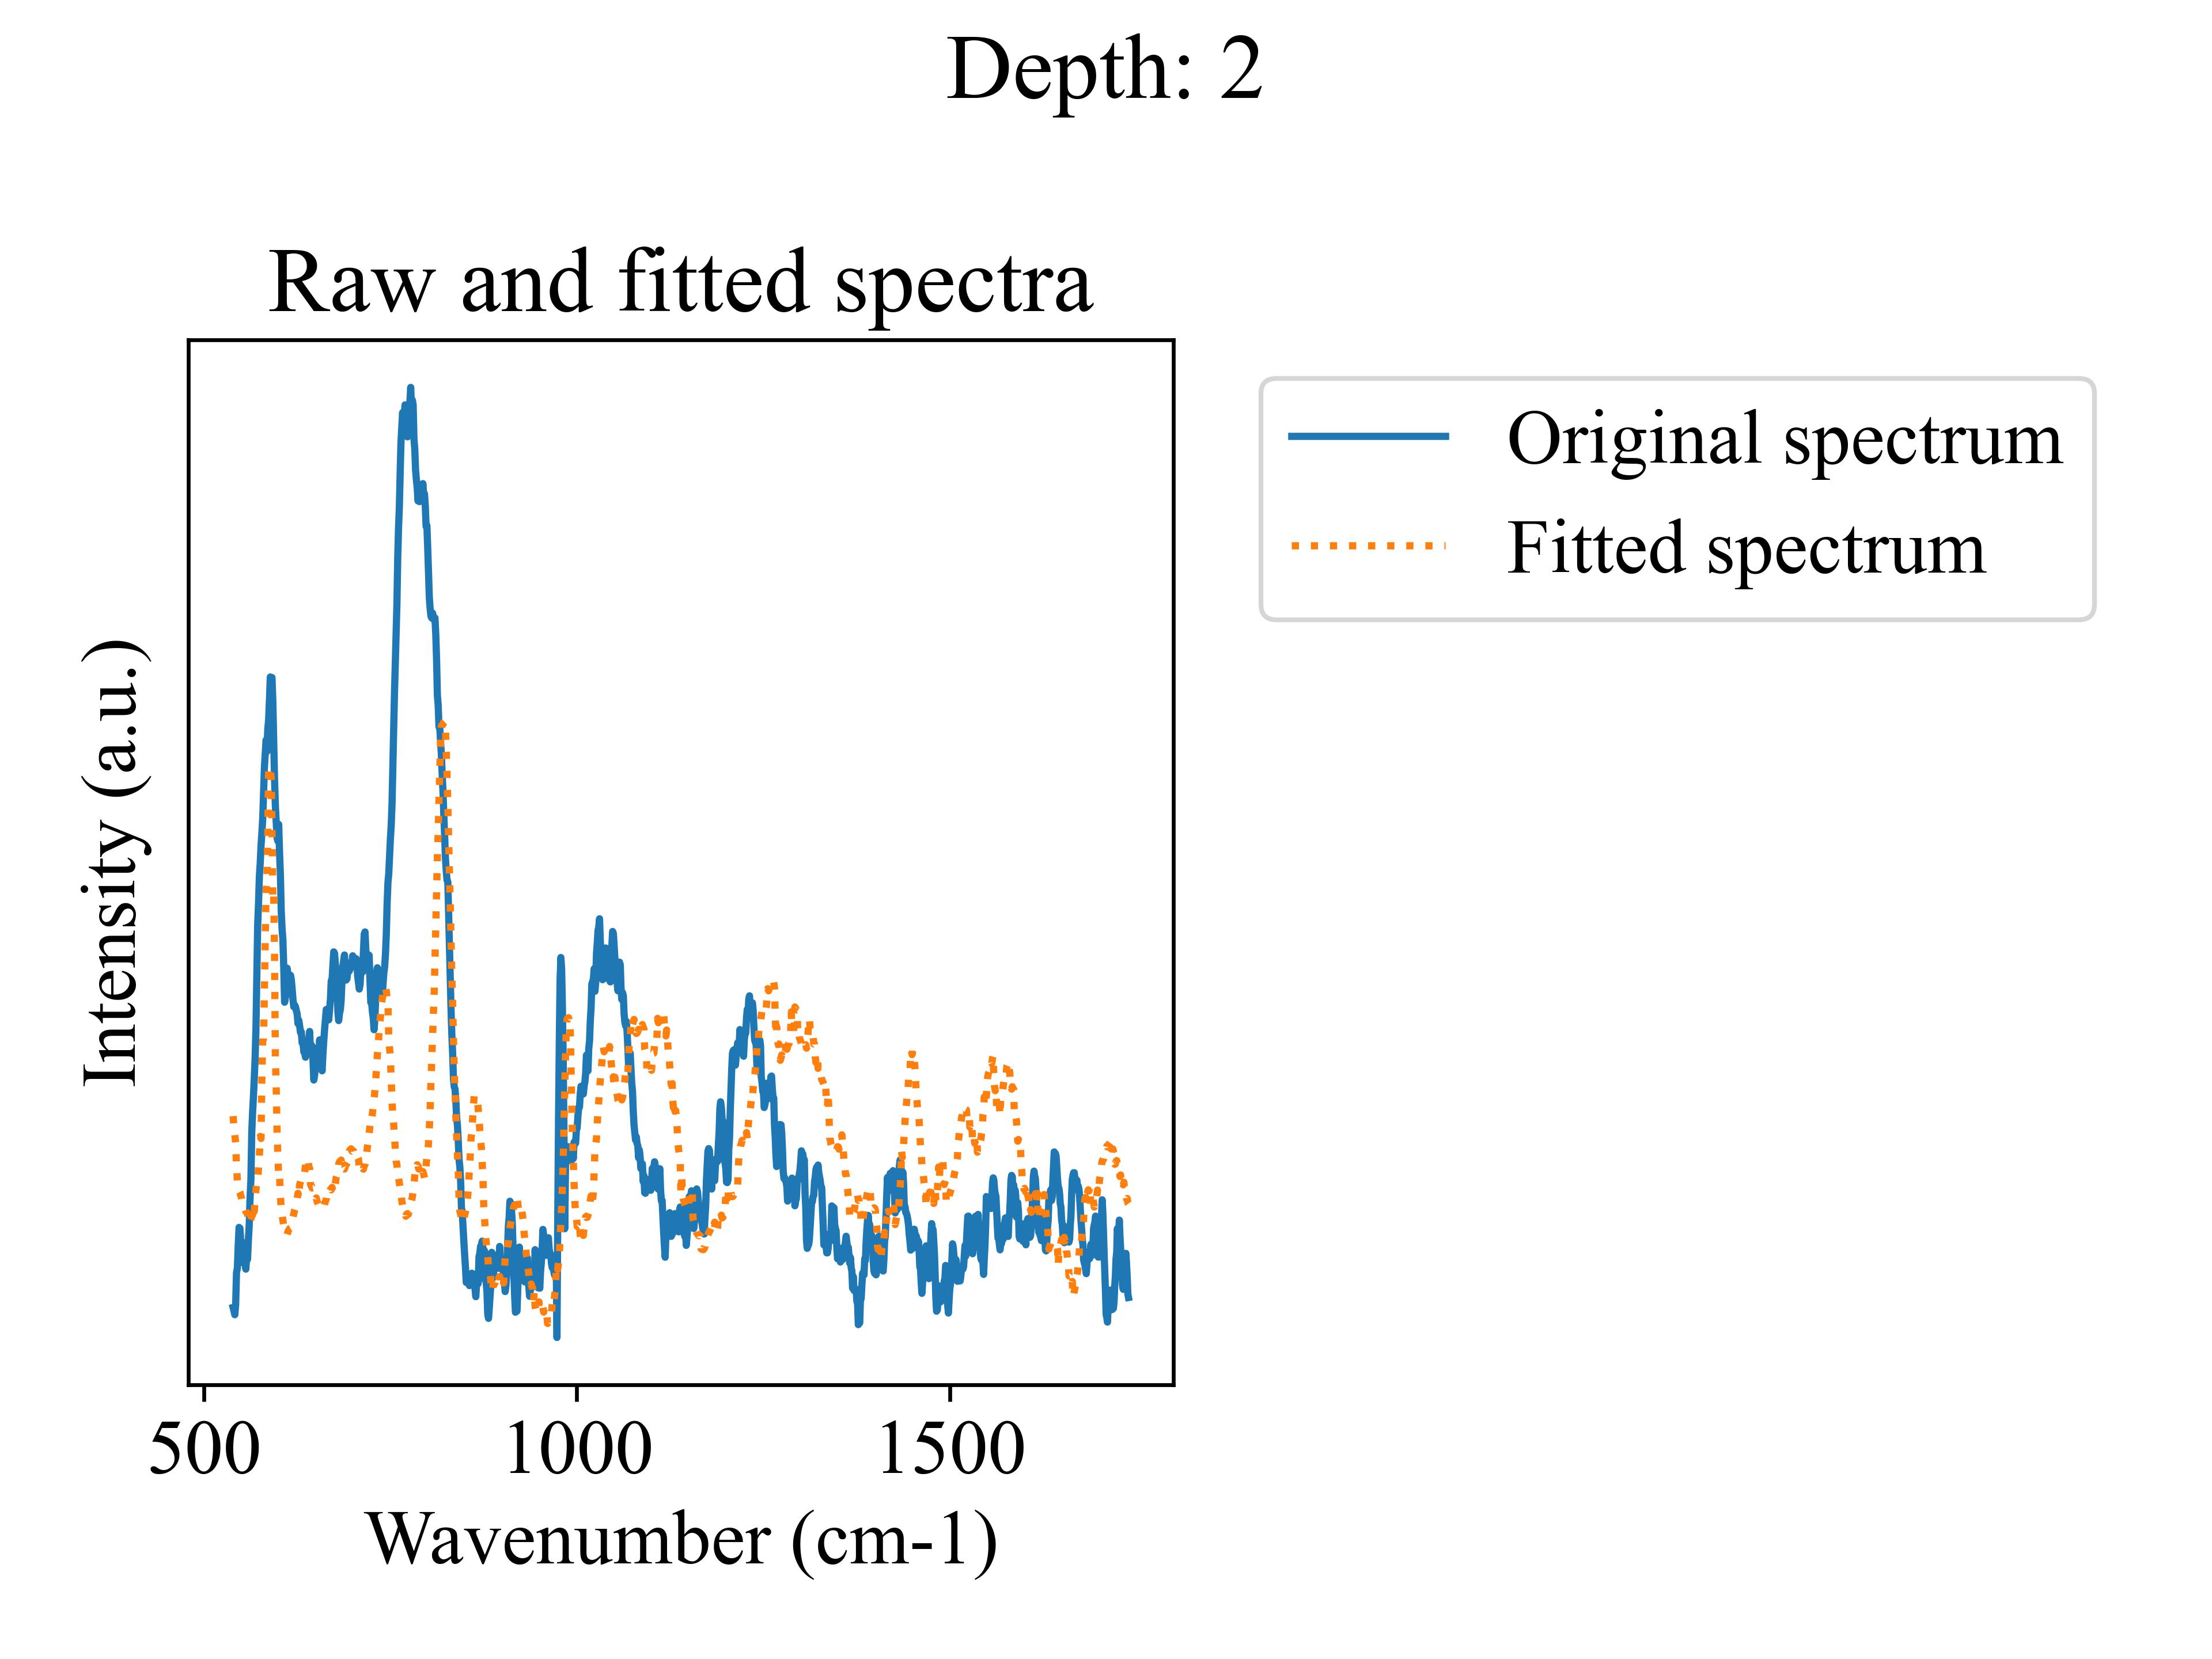 Depth: 2
Raw and fitted spectra
Original spectrum
Fitted spectrum
Intensity (a.u.)
500 1000 1500
Wavenumber (cm-1)